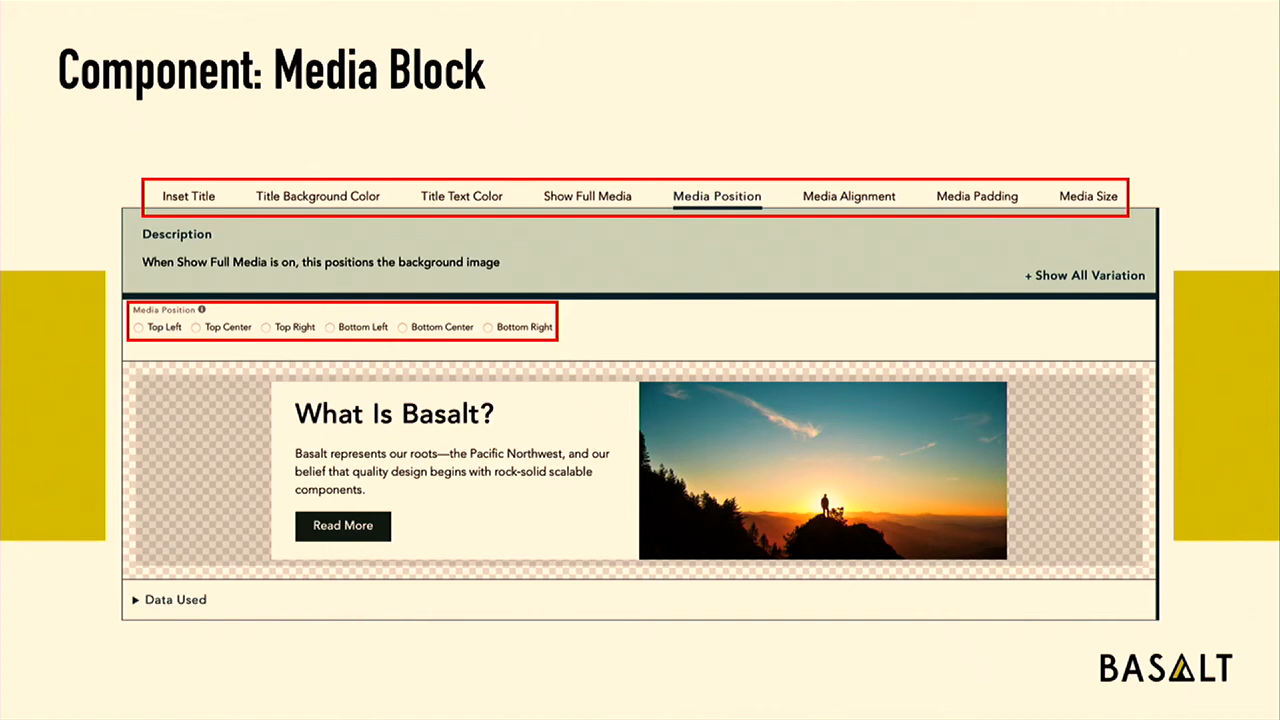 Component: Media Block
Inset Title Title Background Color Title Text Color Show Full Media Media Position Media Alignment Media Padding Media Size
Description
When Show Full Media is on, this positions the background image
+ Show All Variation
Media Position
Top Left Top Center Top Right Bottom Left Bottom Center Bottom Right
What Is Basalt?
Basalt represents our roots—the Pacific Northwest, and our
belief that quality design begins with rock-solid scalable
components.
Read More
Data Used
BASALT